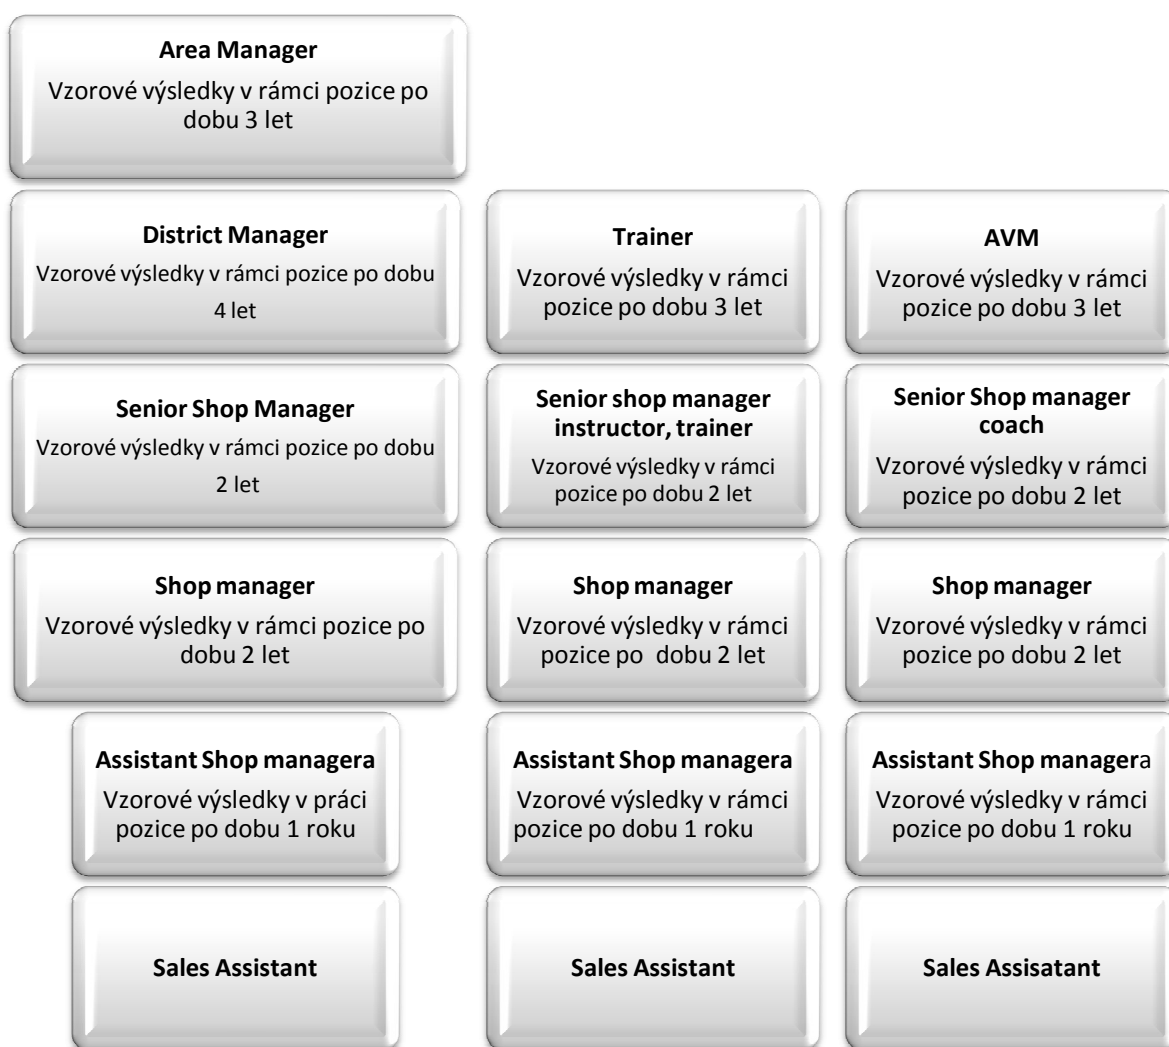 Area Manager
Vzorové výsledky v rámci pozice po
dobu 3 let
District Manager
Vzorové výsledky v rámci pozice po dobu
4 let
Trainer
Vzorové výsledky v rámci
pozice po dobu 3 let
AVM
Vzorové výsledky v rámci
pozice po dobu 3 let
Senior Shop Manager
Vzorové výsledky v rámci pozice po dobu
2 let
Senior shop manager
instructor, trainer
Vzorové výsledky v rámci
pozice po dobu 2 let
Senior Shop manager
coach
Vzorové výsledky v rámci
pozice po dobu 2 let
Shop manager
Vzorové výsledky v rámci pozice po
dobu 2 let
Shop manager
Vzorové výsledky v rámci
pozice po  dobu 2 let
Shop manager
Vzorové výsledky v rámci
pozice po dobu 2 let
Assistant Shop managera
Vzorové výsledky v práci
pozice po dobu 1 roku
Assistant Shop managera
Vzorové výsledky v rámci
pozice po dobu 1 roku
Assistant Shop managera
Vzorové výsledky v rámci
pozice po dobu 1 roku
Sales Assistant
Sales Assistant
Sales Assisatant